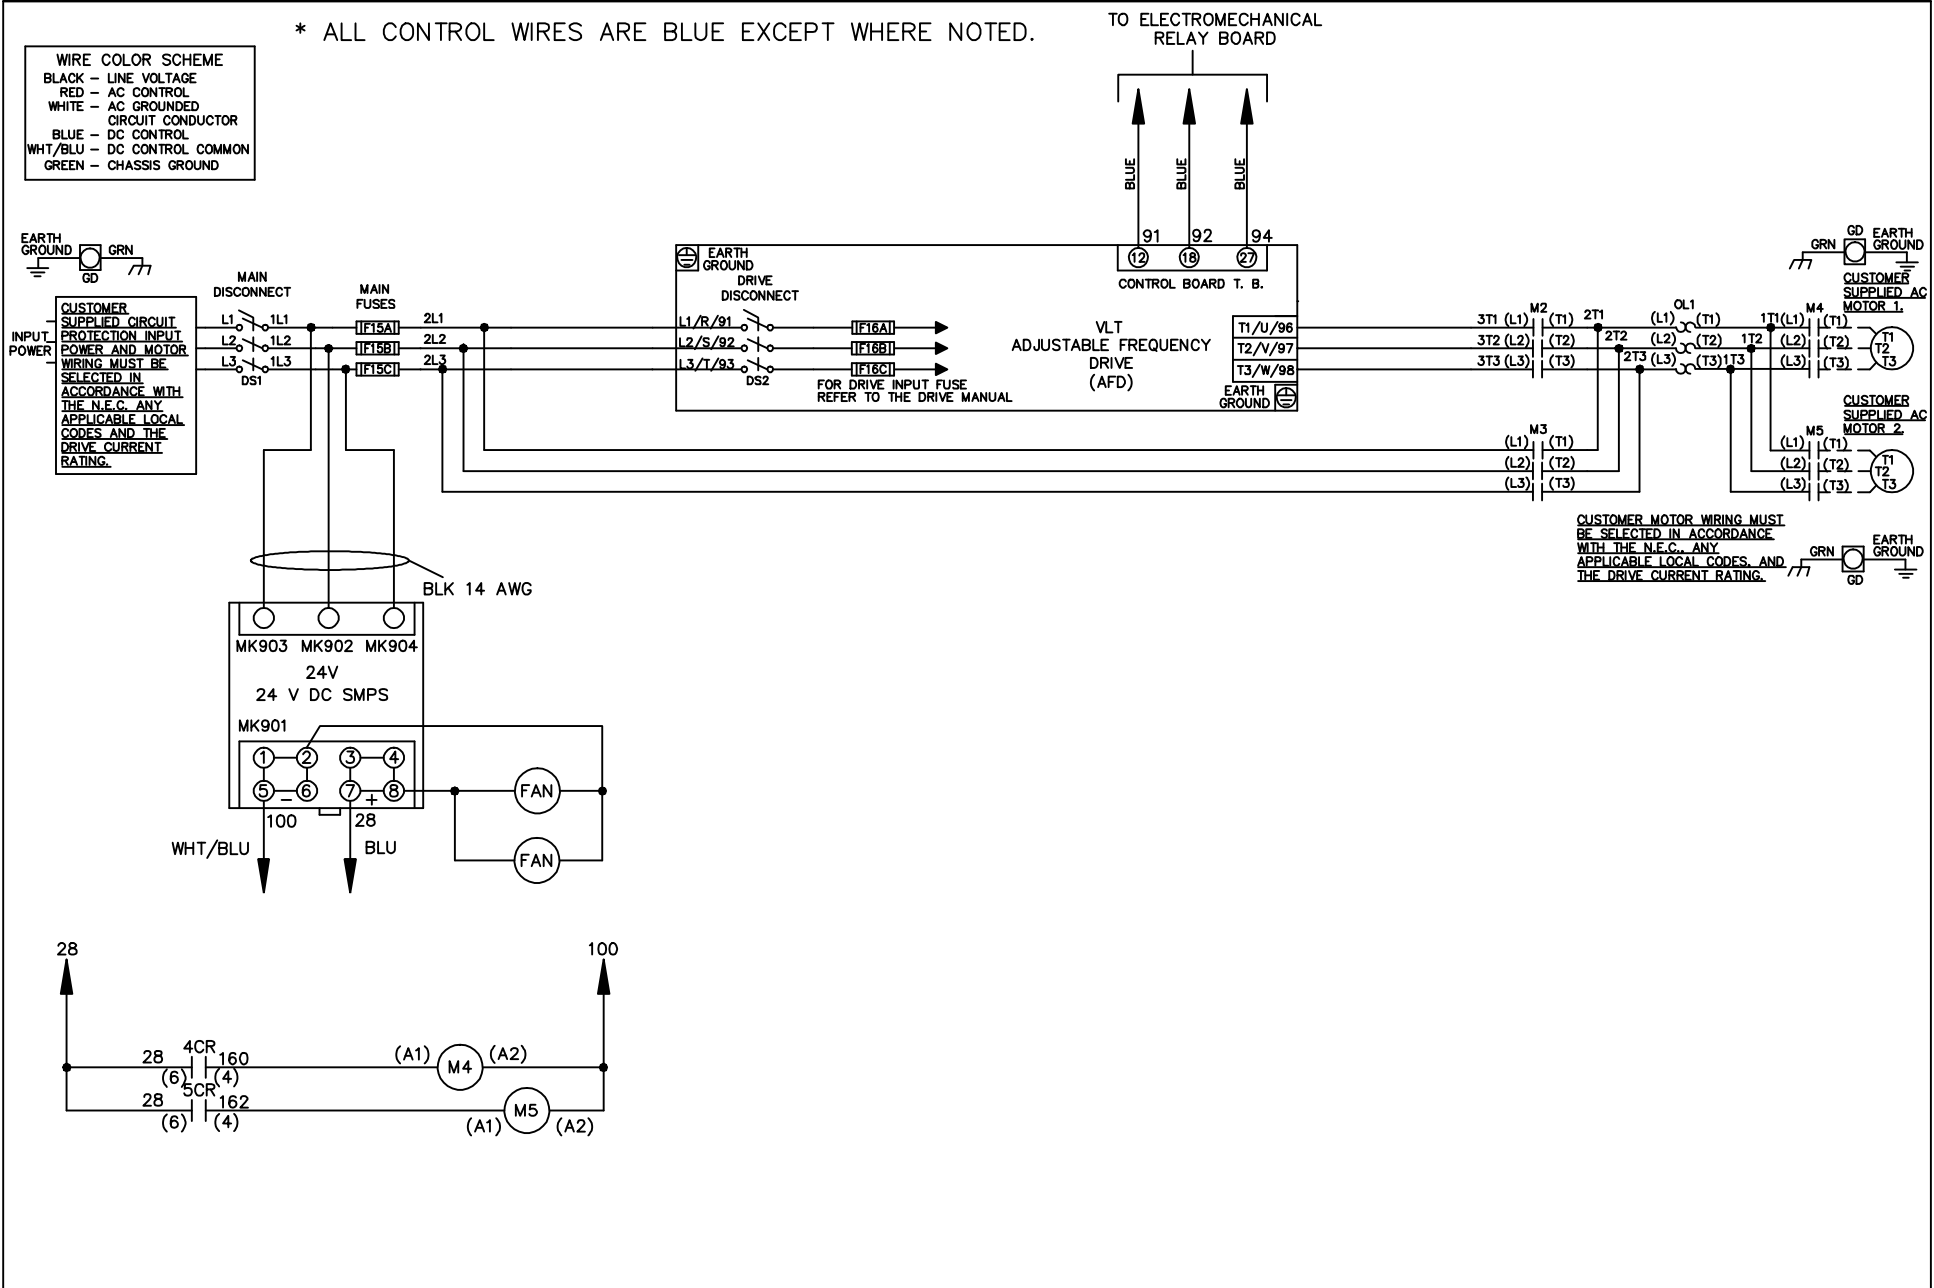 * ALL CONTROL WIRES ARE BLUE EXCEPT WHERE NOTED.
TO ELECTROMECHANICAL
RELAY BOARD
WIRE COLOR SCHEME
BLACK - LINE VOLTAGE
RED - AC CONTROL
WHITE - AC GROUNDED
CIRCUIT CONDUCTOR
BLUE - DC CONTROL
WHT/BLU - DC CONTROL COMMON
GREEN - CHASSIS GROUND
BLUE
BLUE
BLUE
91 92 94
12 18 27
CONTROL BOARD T. B.
EARTH
GROUND
GRN
GD
INPUT
POWER
CUSTOMER
SUPPLIED CIRCUIT
PROTECTION INPUT
POWER AND MOTOR
WIRING MUST BE
SELECTED IN
ACCORDANCE WITH
THE N.E.C. ANY
APPLICABLE LOCAL
CODES AND THE
DRIVE CURRENT
RATING.
MAIN
DISCONNECT
L1 1L1
L2 1L2
L3 1L3
DS1
MAIN
FUSES
F15A
F15B
F15C
2L1
2L2
2L3
EARTH
GROUND
DRIVE
DISCONNECT
L1/R/91
L2/S/92
L3/T/93
DS2
F16A
F16B
F16C
FOR DRIVE INPUT FUSE
REFER TO THE DRIVE MANUAL
VLT
ADJUSTABLE FREQUENCY
DRIVE
(AFD)
T1/U/96
T2/V/97
T3/W/98
EARTH
GROUND
M2
3T1 (L1) (T1) 2T1
3T2 (L2) (T2) 2T2
3T3 (L3) (T3) 2T3
OL1
(L1) (T1) 1T1
(L2) (T2) 1T2
(L3) (T3) 1T3
M4
(L1) (T1)
(L2) (T2)
(L3) (T3)
T1
T2
T3
GRN
GD
EARTH
GROUND
CUSTOMER
SUPPLIED AC
MOTOR 1.
M3
(L1) (T1)
(L2) (T2)
(L3) (T3)
CUSTOMER
SUPPLIED AC
MOTOR 2.
M5
(L1) (T1)
(L2) (T2)
(L3) (T3)
T1
T2
T3
CUSTOMER MOTOR WIRING MUST
BE SELECTED IN ACCORDANCE
WITH THE N.E.C., ANY
APPLICABLE LOCAL CODES, AND
THE DRIVE CURRENT RATING.
GRN
GD
EARTH
GROUND
BLK 14 AWG
MK903 MK902 MK904
24V
24 V DC SMPS
MK901
1 2 3 4
5 - 6 7 + 8
100 28
WHT/BLU BLU
FAN
FAN
28 100
28 4CR 160 (A1) M4 (A2)
(6) (4)
28 5CR 162 M5
(6) (4) (A1) (A2)